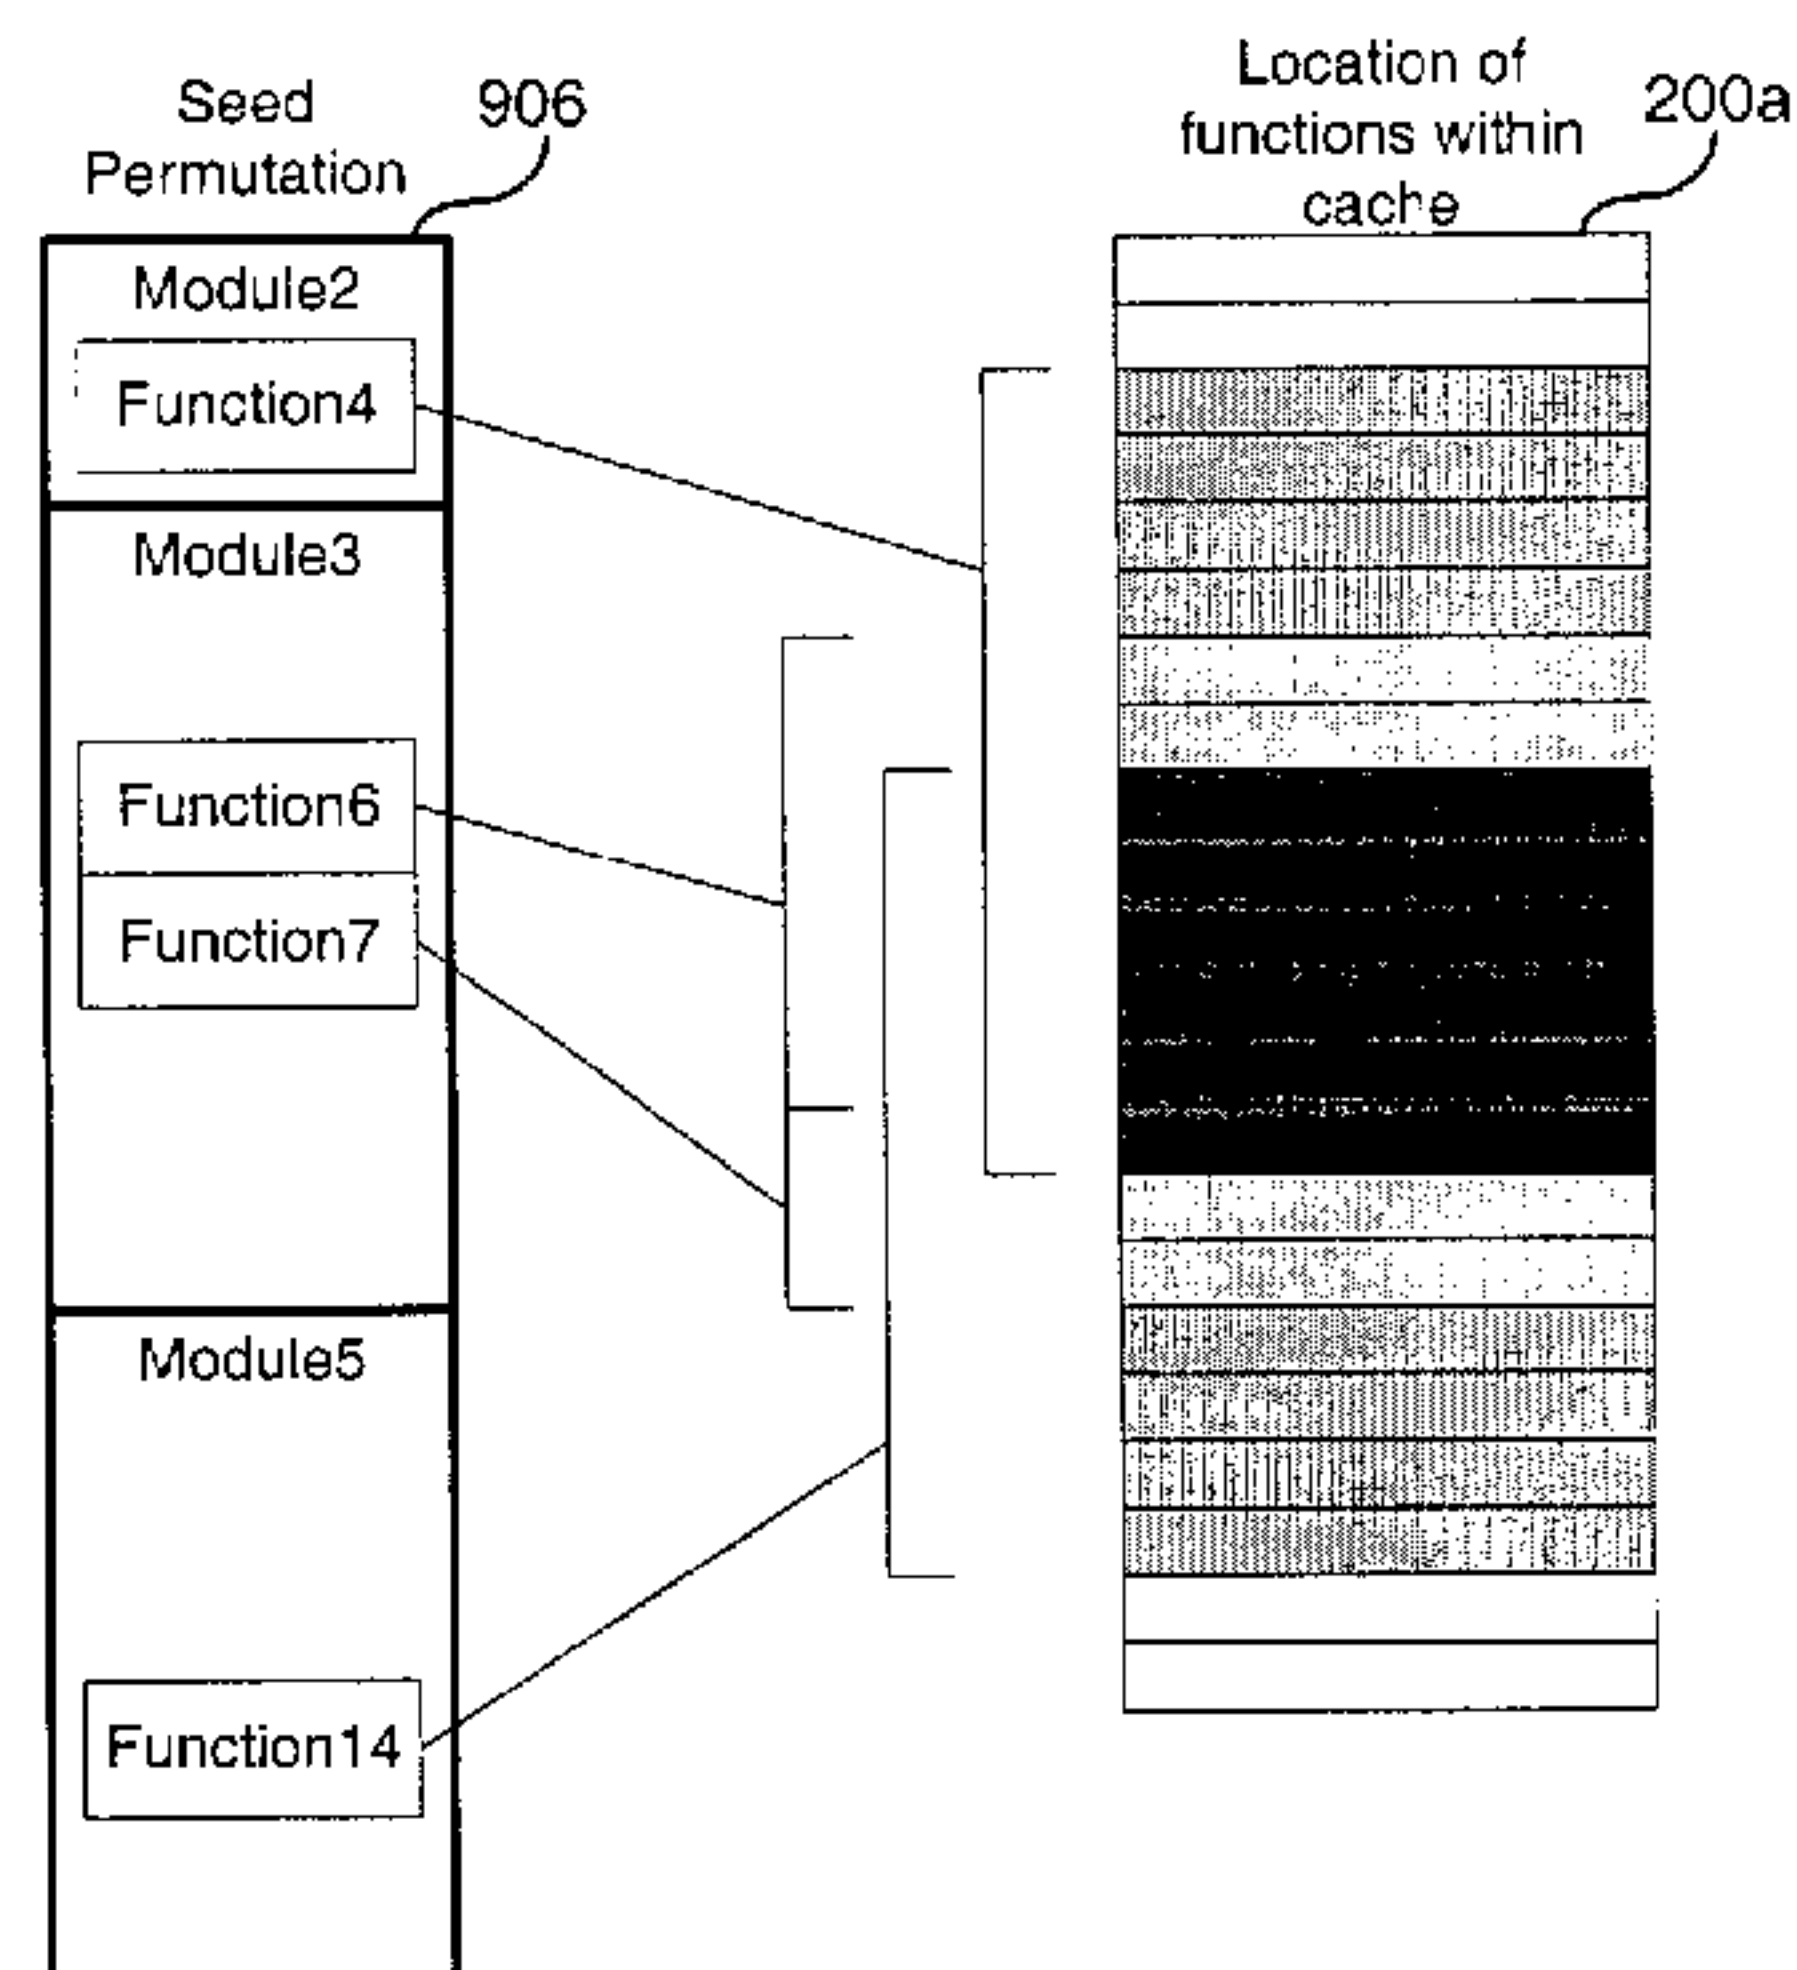 Seed
Permutation
906
Location of
functions within
cache
200a
Module2
Function4
Module3
Function6
Function7
Module5
Function14